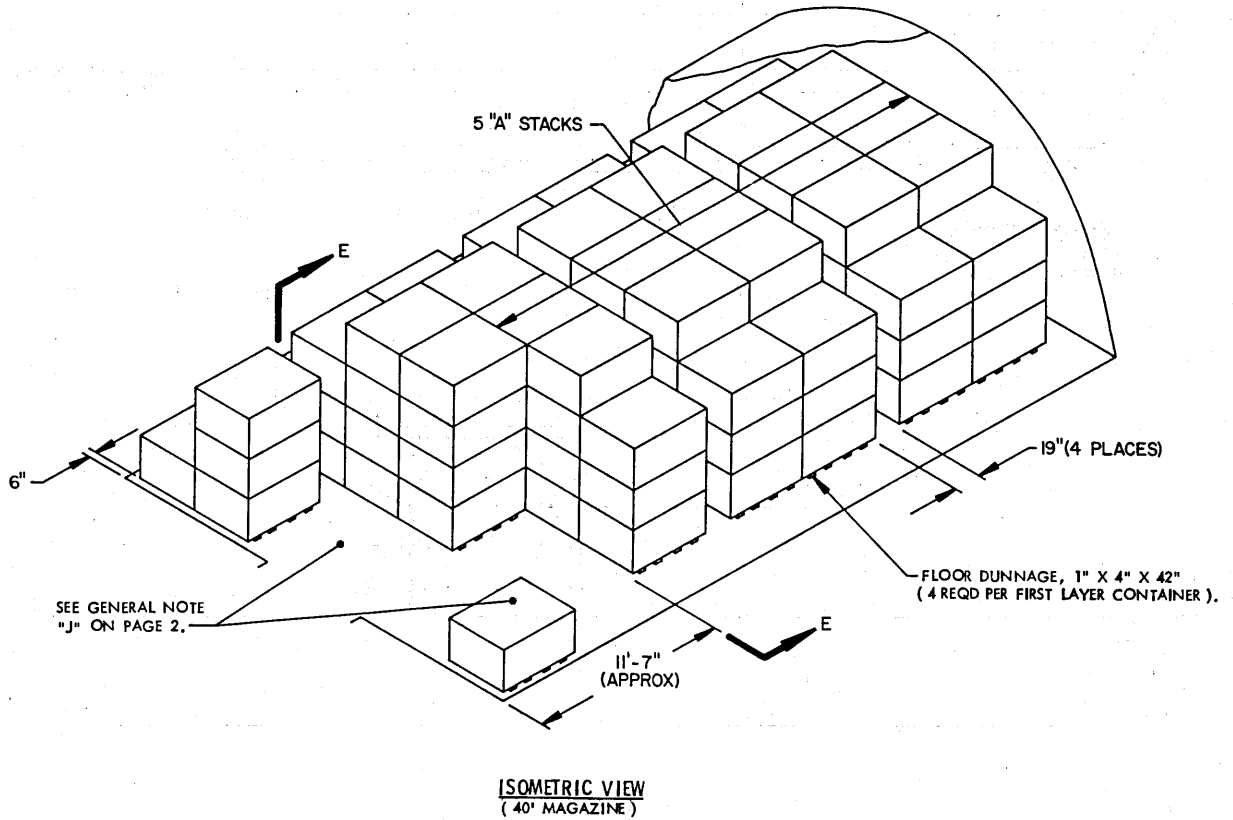 5 "A" STACKS
E
6"
19" (4 PLACES)
SEE GENERAL NOTE
"J" ON PAGE 2.
FLOOR DUNNAGE, 1" X 4" X 42"
( 4 REQD PER FIRST LAYER CONTAINER ).
E
11'-7"
(APPROX)
ISOMETRIC VIEW
( 40' MAGAZINE )